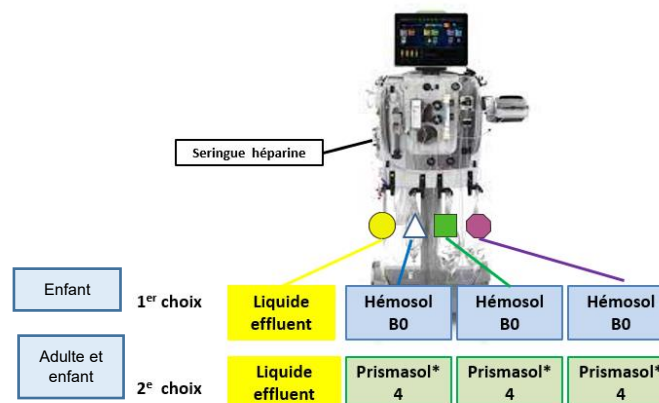 Seringue héparine
Enfant
1er choix
Liquide
effluent
Hémosol
B0
Hémosol
B0
Hémosol
B0
Adulte et
enfant
2e choix
Liquide
effluent
Prismasol*
4
Prismasol*
4
Prismasol*
4